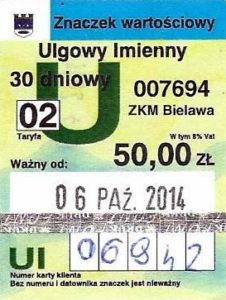 Znaczek wartościowy
Ulgowy Imienny
30 dniowy
U
007694
02
ZKM Bielawa
Taryfa
W tym 8% Vat
Ważny od:
50,00 ZŁ
06 PAŹ. 2014
UI
06942
Numer karty klienta
Bez numeru i datownika znaczek jest nieważny